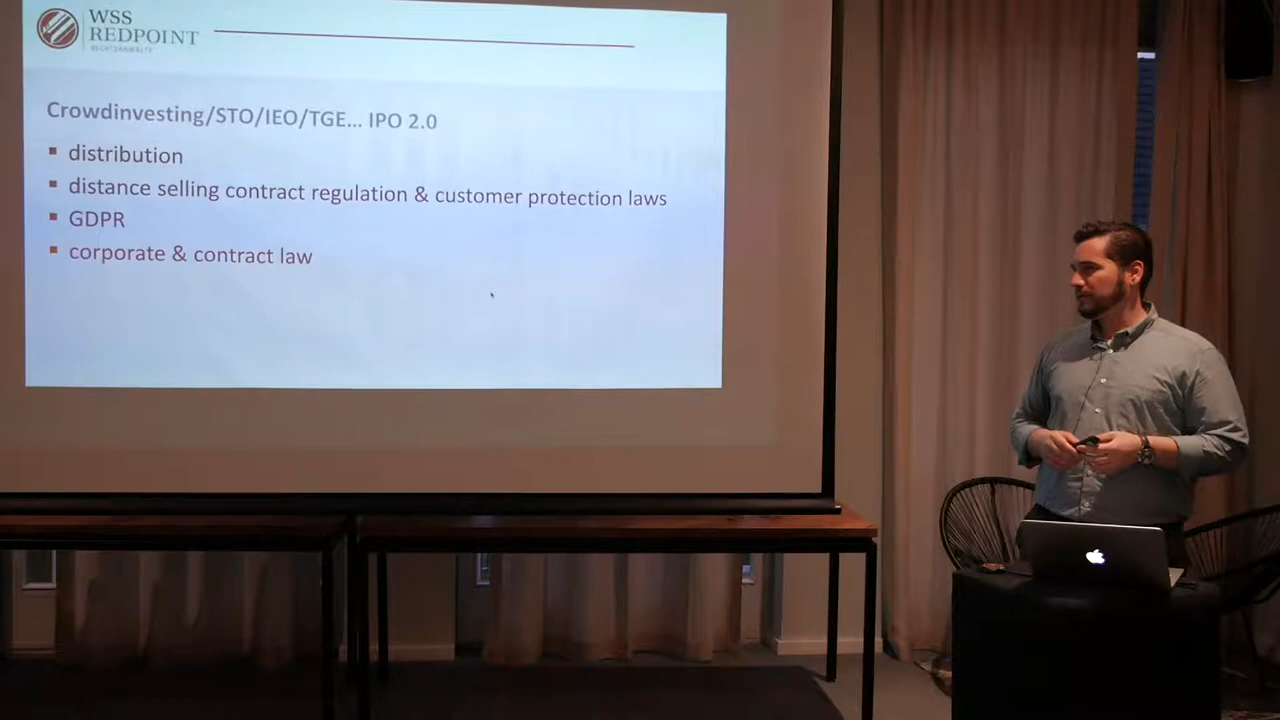 WSS
REDPOINT
RECHTSANWÄLTE
Crowdinvesting/STO/IEO/TGE... IPO 2.0
distribution
distance selling contract regulation & customer protection laws
GDPR
corporate & contract law